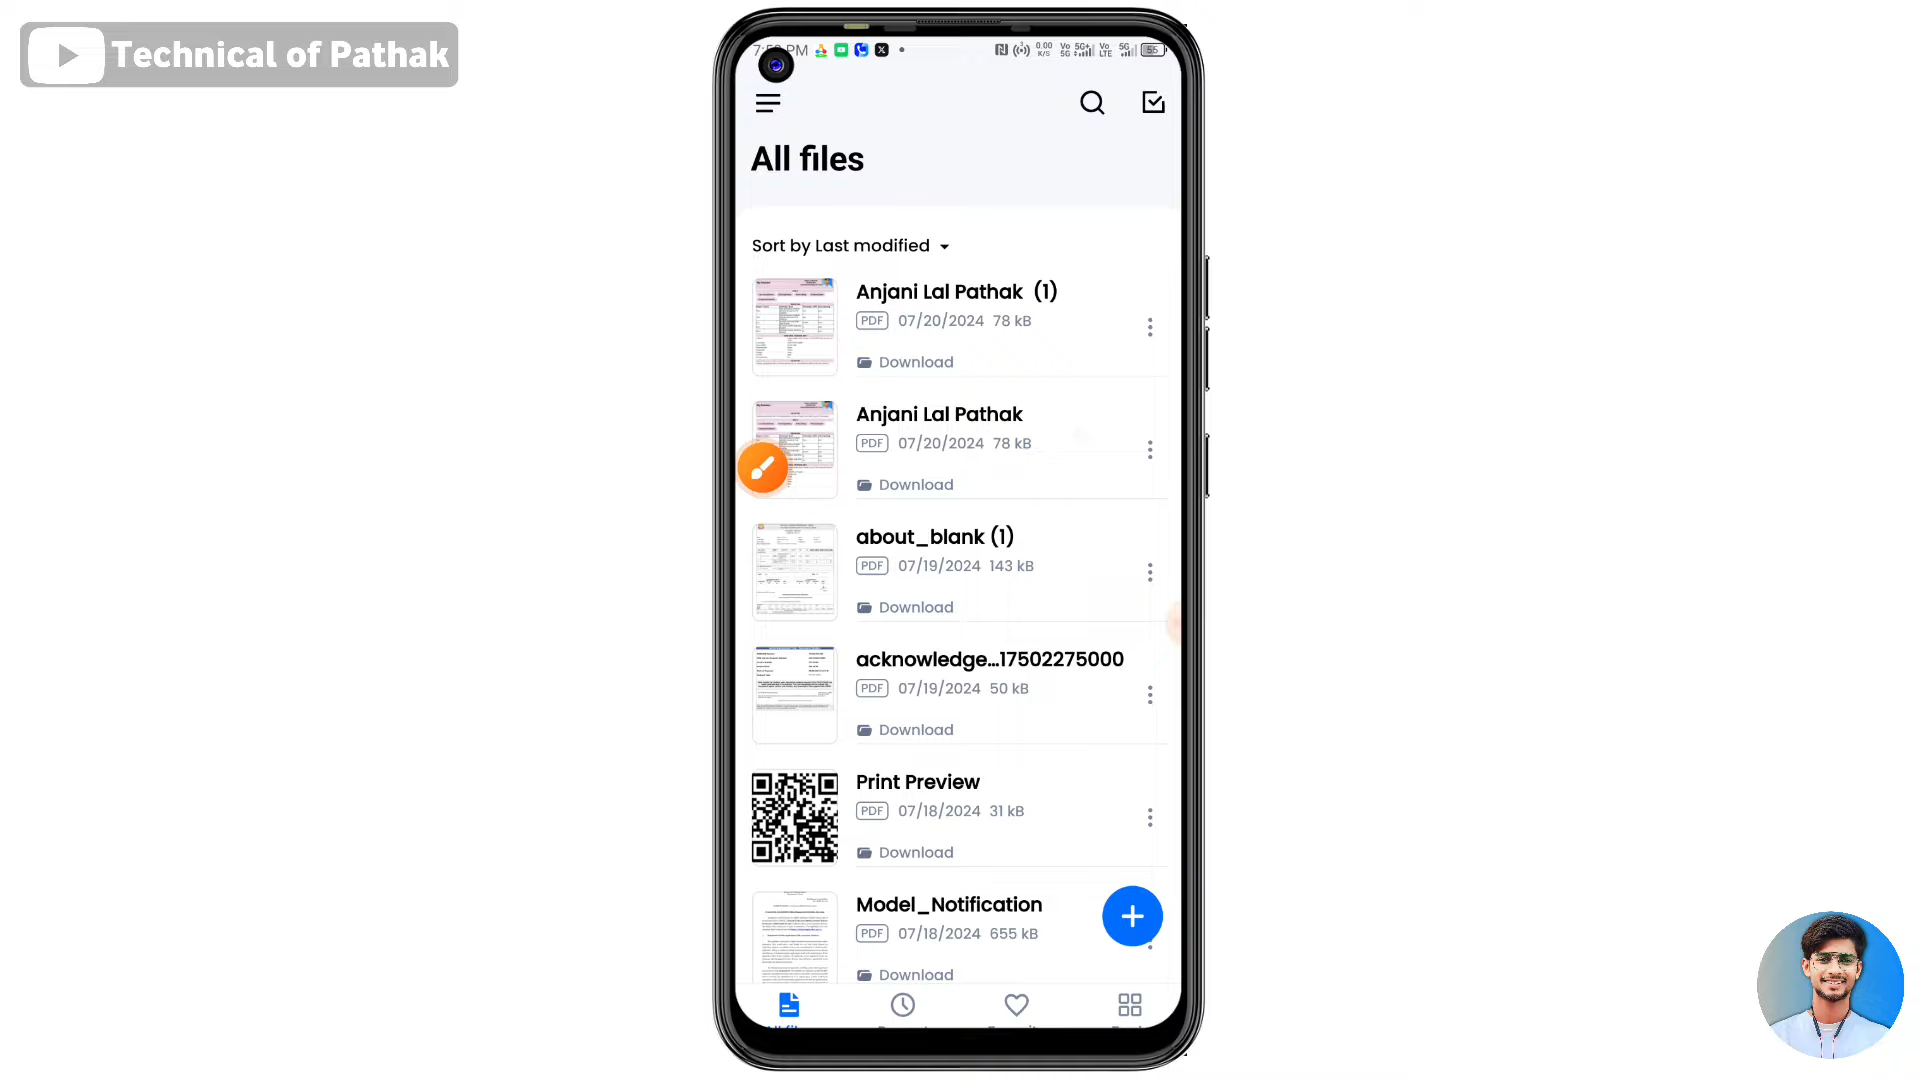 Technical of Pathak
All files
Sort by Last modified
Anjani Lal Pathak (1)
PDF 07/20/2024 78 kB
Download
Anjani Lal Pathak
PDF 07/20/2024 78 kB
Download
about_blank (1)
PDF 07/19/2024 143 kB
Download
acknowledge...17502275000
PDF 07/19/2024 50 kB
Download
Print Preview
PDF 07/18/2024 31 kB
Download
Model_Notification
PDF 07/18/2024 655 kB
Download